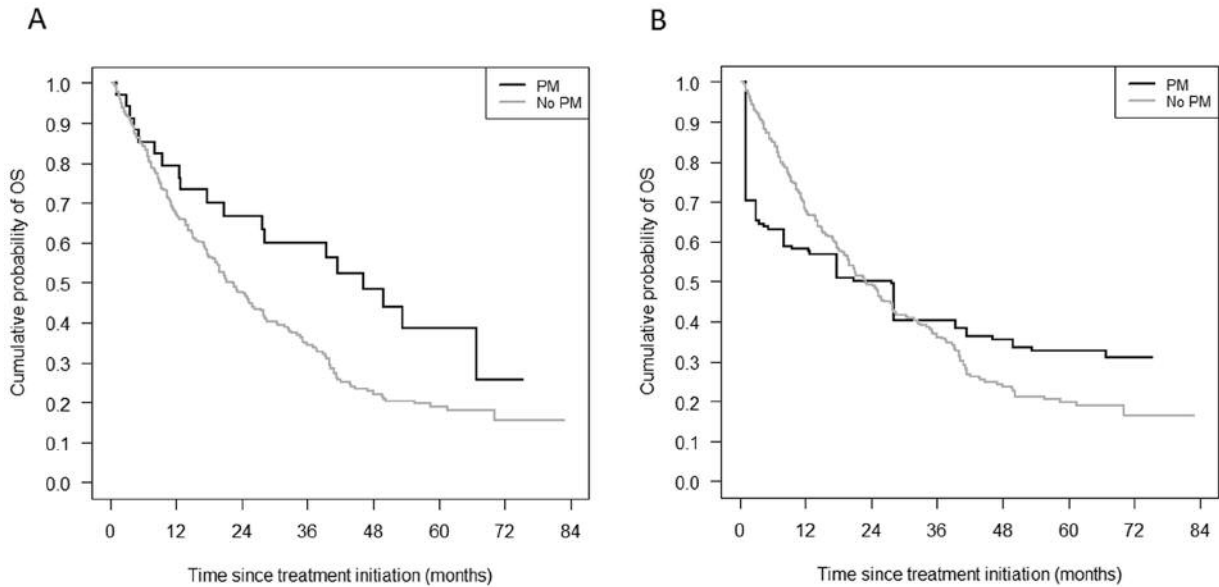 A
PM
No PM
Cumulative probability of OS
1.0
0.9
0.8
0.7
0.6
0.5
0.4
0.3
0.2
0.1
0.0
0 12 24 36 48 60 72 84
Time since treatment initiation (months)
B
PM
No PM
Cumulative probability of OS
1.0
0.9
0.8
0.7
0.6
0.5
0.4
0.3
0.2
0.1
0.0
0 12 24 36 48 60 72 84
Time since treatment initiation (months)